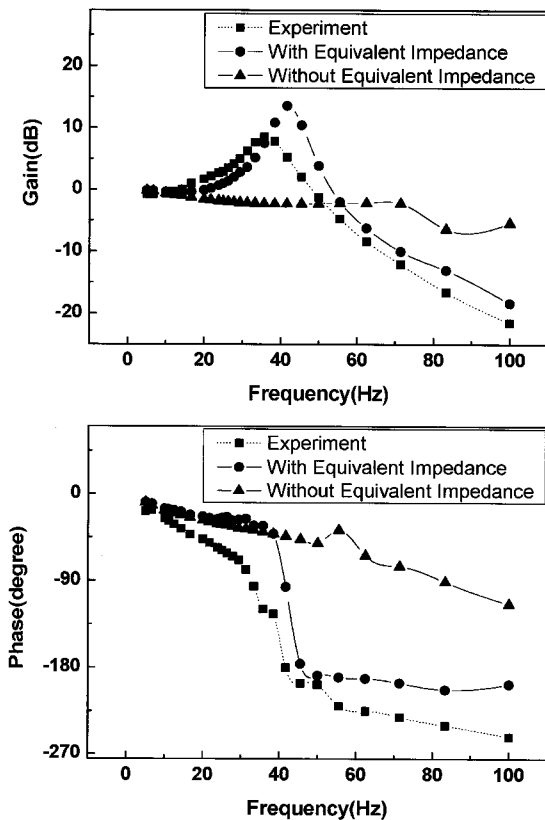 Experiment
With Equivalent Impedance
Without Equivalent Impedance
20
10
0
-10
-20
Gain(dB)
0 20 40 60 80 100
Frequency(Hz)
Experiment
With Equivalent Impedance
Without Equivalent Impedance
0
-90
-180
-270
Phase(degree)
0 20 40 60 80 100
Frequency(Hz)